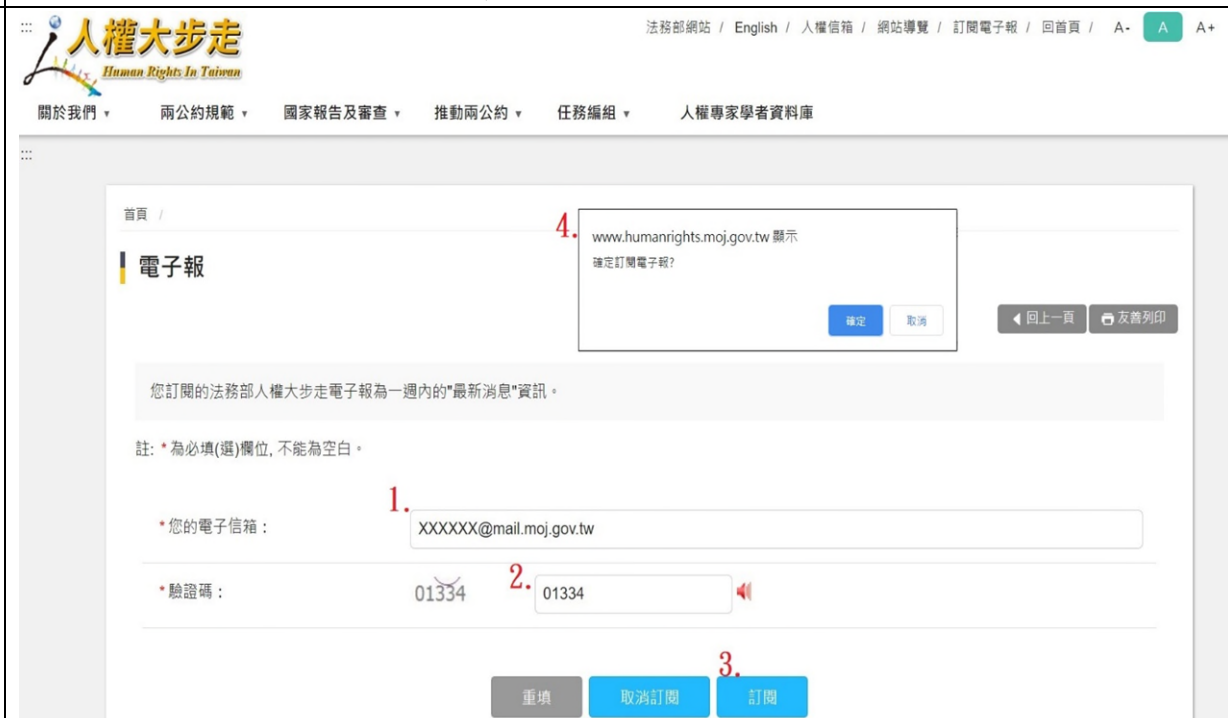 :::
人權大步走
Human Rights In Taiwan
法務部網站 / English / 人權信箱 / 網站導覽 / 訂閱電子報 / 回首頁 / A- A A+
關於我們 ▾ 兩公約規範 ▾ 國家報告及審查 ▾ 推動兩公約 ▾ 任務編組 ▾ 人權專家學者資料庫
:::
首頁 /
電子報
4.
www.humanrights.moj.gov.tw 顯示
確定訂閱電子報?
確定 取消
回上一頁 友善列印
您訂閱的法務部人權大步走電子報為一週內的"最新消息"資訊。
註: *為必填(選)欄位, 不能為空白。
1.
*您的電子信箱: XXXXXX@mail.moj.gov.tw
*驗證碼: 01334 2. 01334
3.
重填 取消訂閱 訂閱